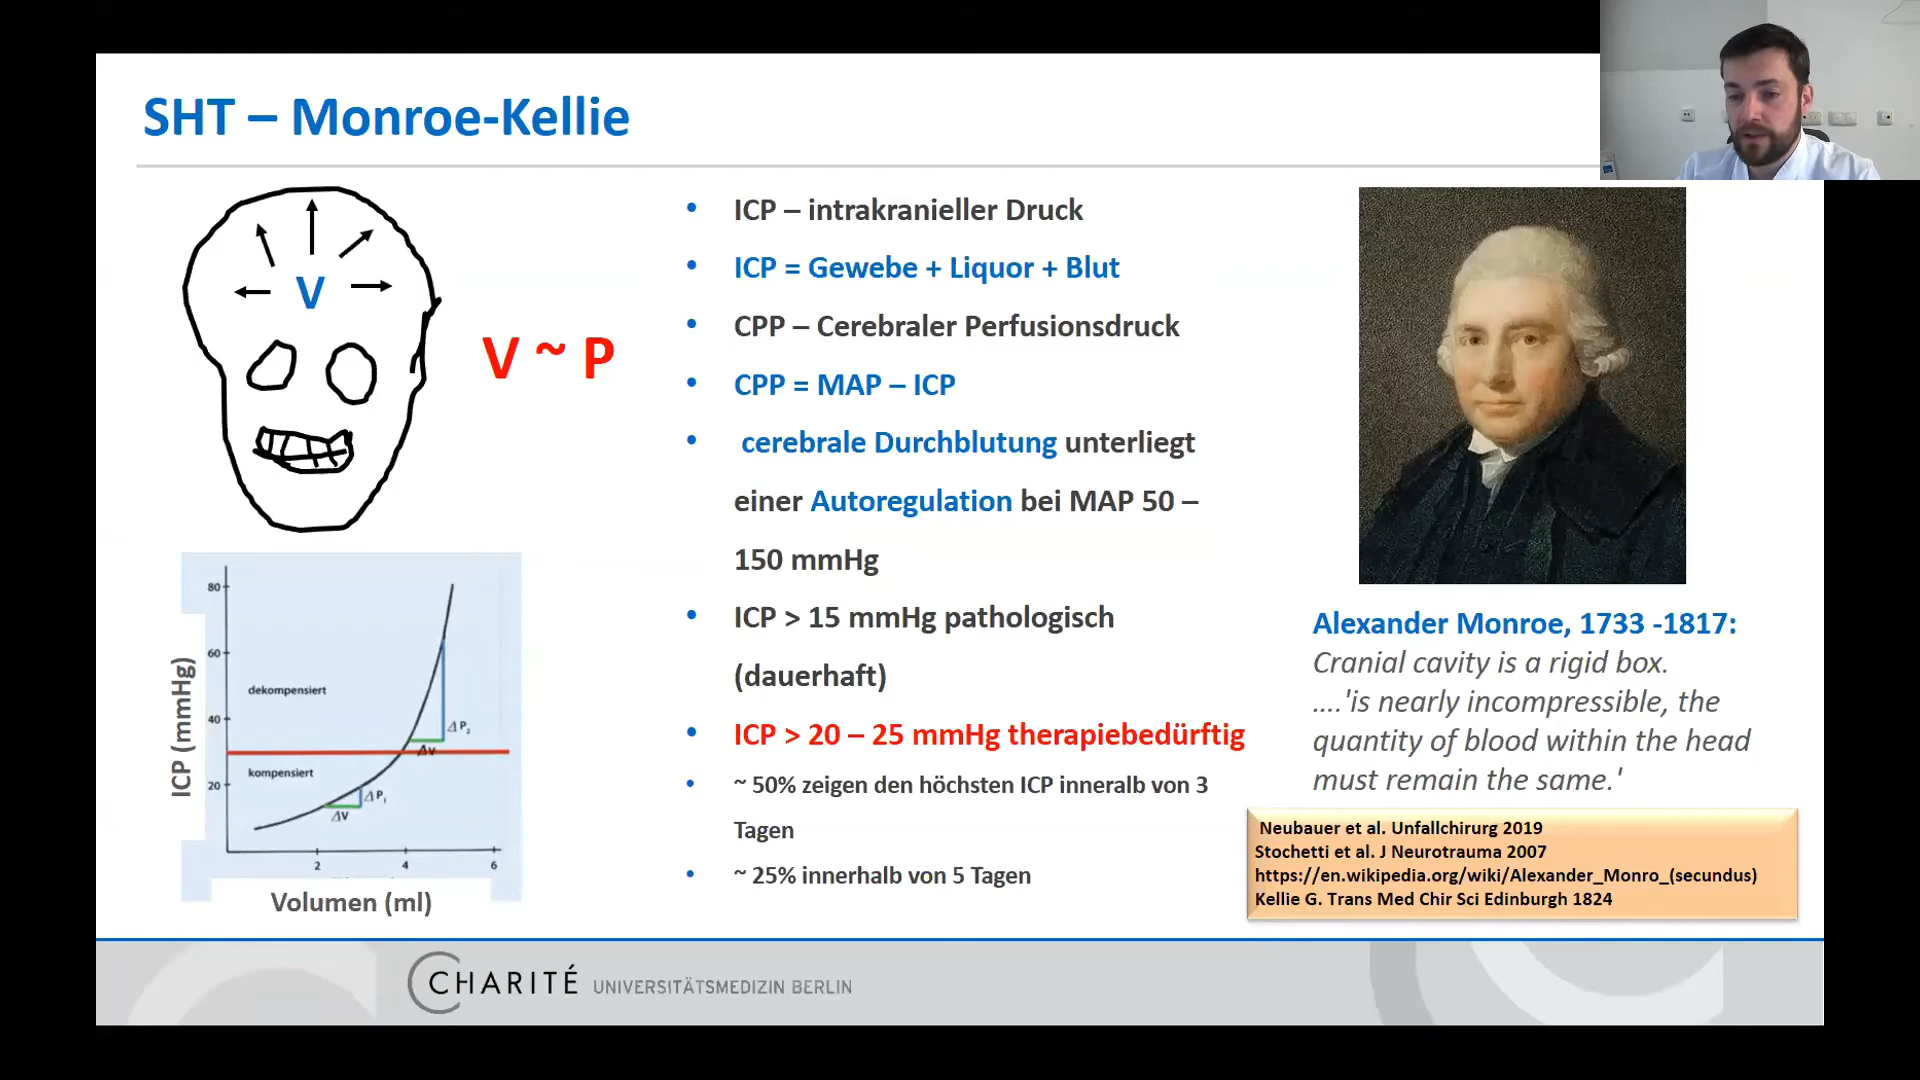 SHT – Monroe-Kellie
V
V ~ P
ICP (mmHg)
80
60
40
20
dekompensiert
kompensiert
Δ P₂
ΔV
Δ P₁
ΔV
2
4
6
Volumen (ml)
• ICP – intrakranieller Druck
• ICP = Gewebe + Liquor + Blut
• CPP – Cerebraler Perfusionsdruck
• CPP = MAP – ICP
• cerebrale Durchblutung unterliegt
einer Autoregulation bei MAP 50 –
150 mmHg
• ICP > 15 mmHg pathologisch
(dauerhaft)
• ICP > 20 – 25 mmHg therapiebedürftig
• ~ 50% zeigen den höchsten ICP inneralb von 3
Tagen
• ~ 25% innerhalb von 5 Tagen
Alexander Monroe, 1733 -1817:
Cranial cavity is a rigid box.
....'is nearly incompressible, the
quantity of blood within the head
must remain the same.'
Neubauer et al. Unfallchirurg 2019
Stochetti et al. J Neurotrauma 2007
https://en.wikipedia.org/wiki/Alexander_Monro_(secundus)
Kellie G. Trans Med Chir Sci Edinburgh 1824
CHARITÉ UNIVERSITÄTSMEDIZIN BERLIN